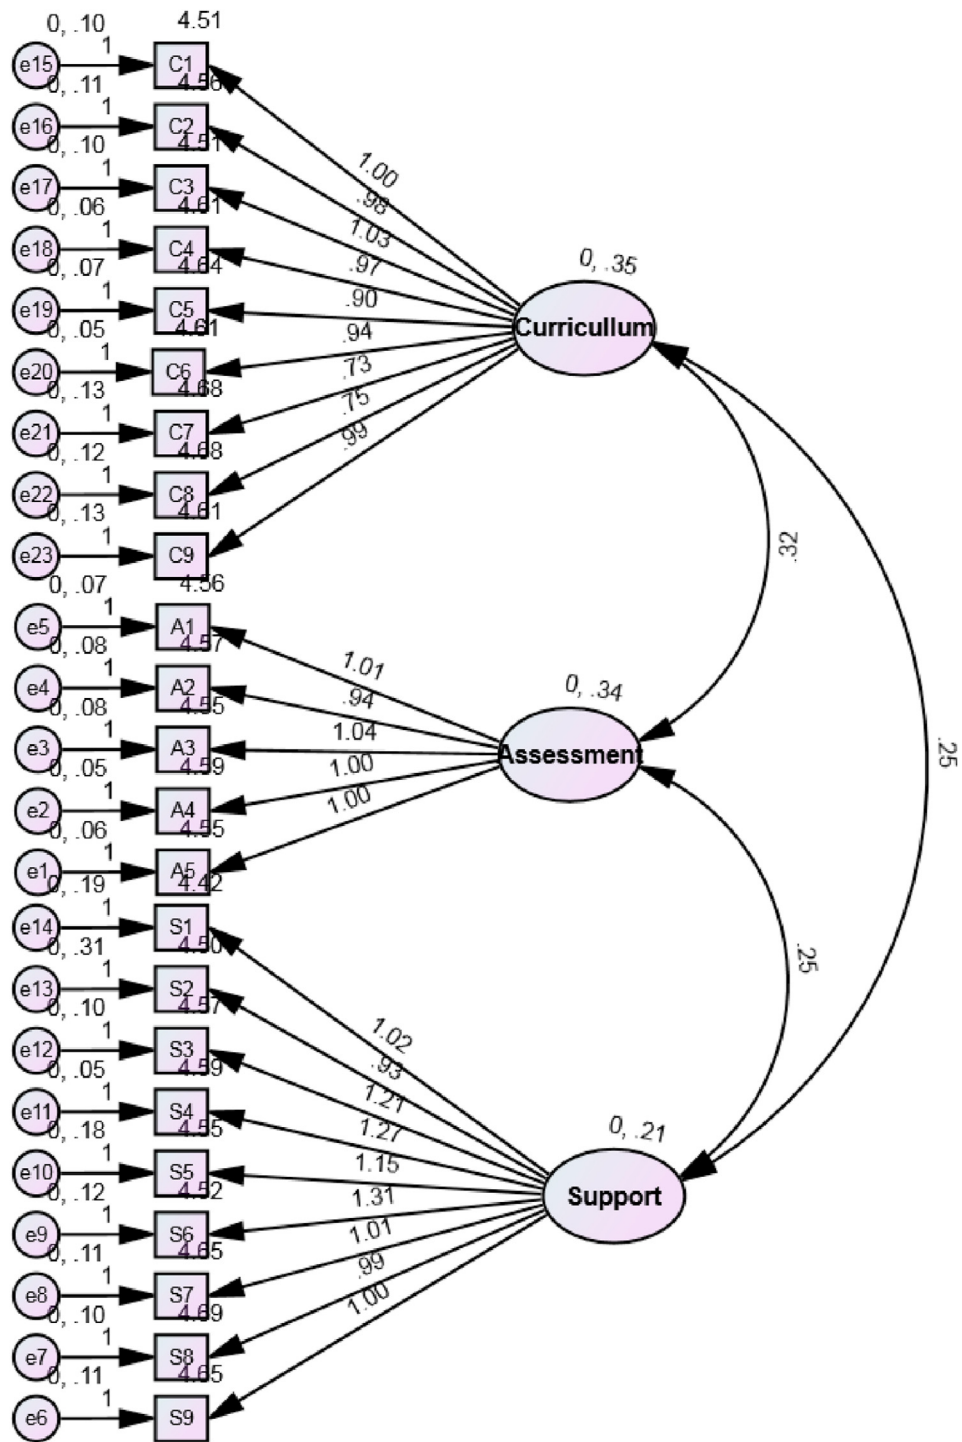 0, .10 4.51
e15 1 C1
0, .11 4.56
e16 1 C2
0, .10 4.51
e17 1 C3
0, .06 4.61
e18 1 C4
0, .07 4.64
e19 1 C5
0, .05 4.61
e20 1 C6
0, .13 4.68
e21 1 C7
0, .12 4.68
e22 1 C8
0, .13 4.61
e23 1 C9
1.00
.98
1.03
.97
.90
.94
.73
.75
.99
0, .35
Curricullum
0, .07 4.56
e5 1 A1
0, .08 4.57
e4 1 A2
0, .08 4.55
e3 1 A3
0, .05 4.59
e2 1 A4
0, .06 4.55
e1 1 A5
1.01
.94
1.04
1.00
1.00
0, .34
Assessment
.32
.25
.25
0, .19 4.42
e14 1 S1
0, .31 4.50
e13 1 S2
0, .10 4.57
e12 1 S3
0, .05 4.59
e11 1 S4
0, .18 4.55
e10 1 S5
0, .12 4.52
e9 1 S6
0, .11 4.65
e8 1 S7
0, .10 4.69
e7 1 S8
0, .11 4.65
e6 1 S9
1.02
.93
1.21
1.27
1.15
1.31
1.01
.99
1.00
0, .21
Support